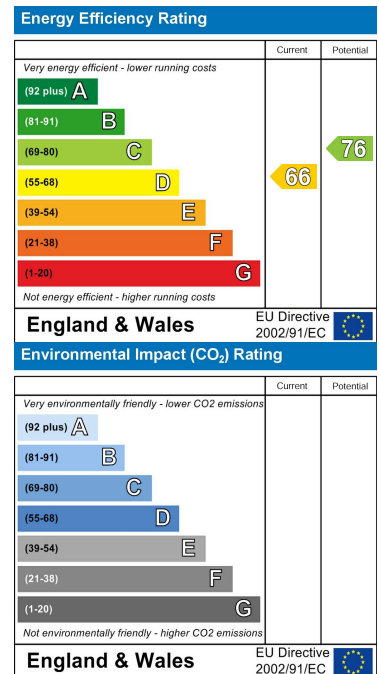 Energy Efficiency Rating
Current Potential
Very energy efficient - lower running costs
(92 plus) A
(81-91) B
(69-80) C 76
(55-68) D 66
(39-54) E
(21-38) F
(1-20) G
Not energy efficient - higher running costs
England & Wales EU Directive 2002/91/EC
Environmental Impact (CO₂) Rating
Current Potential
Very environmentally friendly - lower CO2 emissions
(92 plus) A
(81-91) B
(69-80) C
(55-68) D
(39-54) E
(21-38) F
(1-20) G
Not environmentally friendly - higher CO2 emissions
England & Wales EU Directive 2002/91/EC